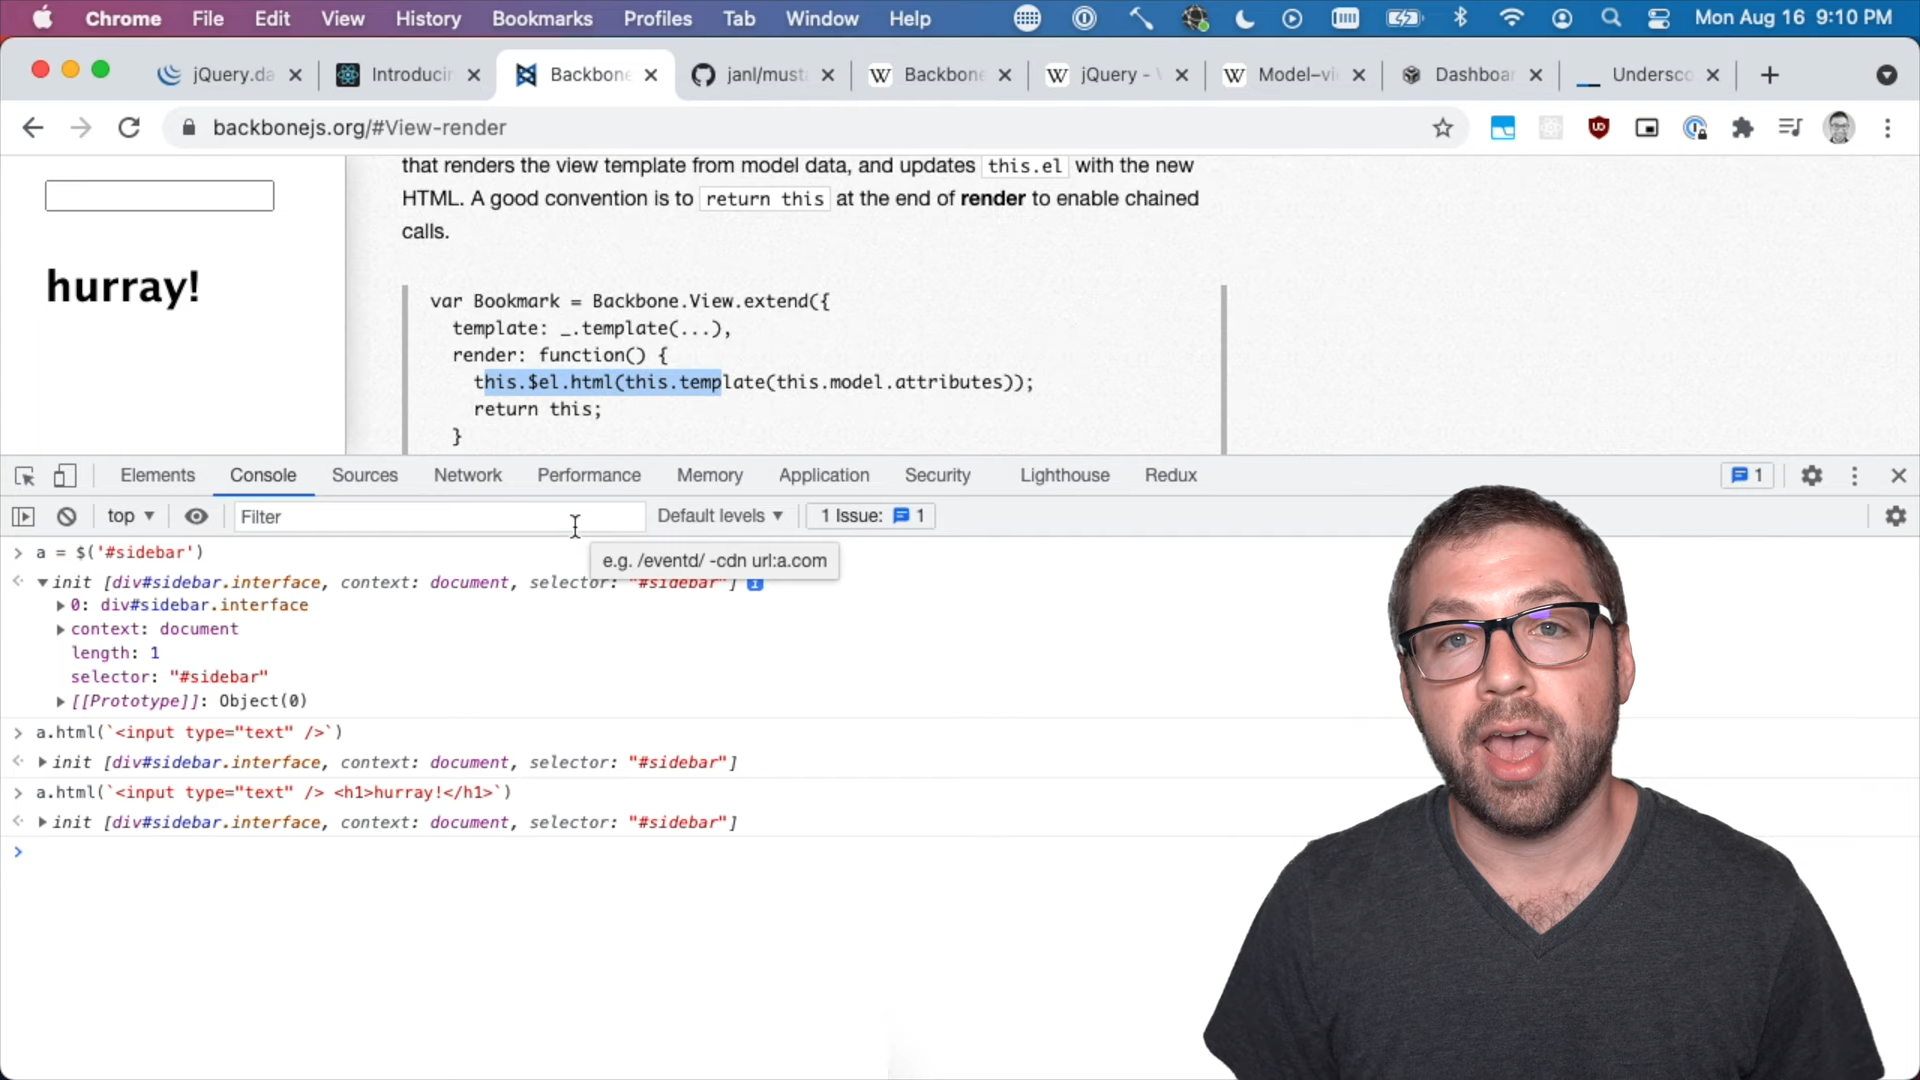 Chrome File Edit View History Bookmarks Profiles Tab Window Help Mon Aug 16 9:10 PM
jQuery.da Introducin Backbone janl/must Backbone jQuery - Model–vi Dashboar Undersco
backbonejs.org/#View-render
that renders the view template from model data, and updates this.el with the new
HTML. A good convention is to return this at the end of render to enable chained
calls.
hurray!
var Bookmark = Backbone.View.extend({
template: _.template(...),
render: function() {
this.$el.html(this.template(this.model.attributes));
return this;
}
Elements Console Sources Network Performance Memory Application Security Lighthouse Redux 1
top Filter Default levels 1 Issue: 1
e.g. /eventd/ -cdn url:a.com
a = $('#sidebar')
init [div#sidebar.interface, context: document, selector: "#sidebar"]
0: div#sidebar.interface
context: document
length: 1
selector: "#sidebar"
[[Prototype]]: Object(0)
a.html(`<input type="text" />`)
init [div#sidebar.interface, context: document, selector: "#sidebar"]
a.html(`<input type="text" /> <h1>hurray!</h1>`)
init [div#sidebar.interface, context: document, selector: "#sidebar"]